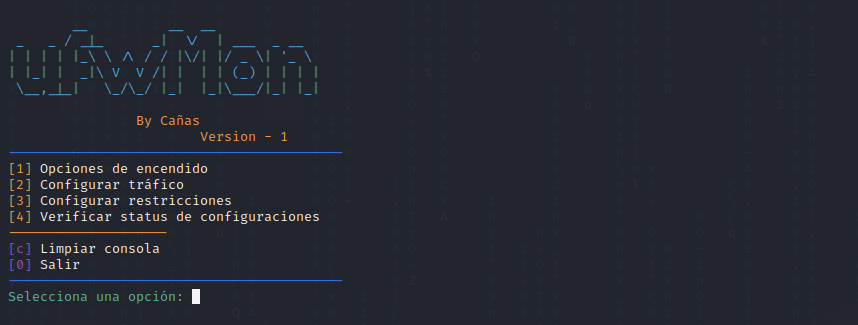 ufwMon
By Cañas
Version - 1
[1] Opciones de encendido
[2] Configurar tráfico
[3] Configurar restricciones
[4] Verificar status de configuraciones
[c] Limpiar consola
[0] Salir
Selecciona una opción: